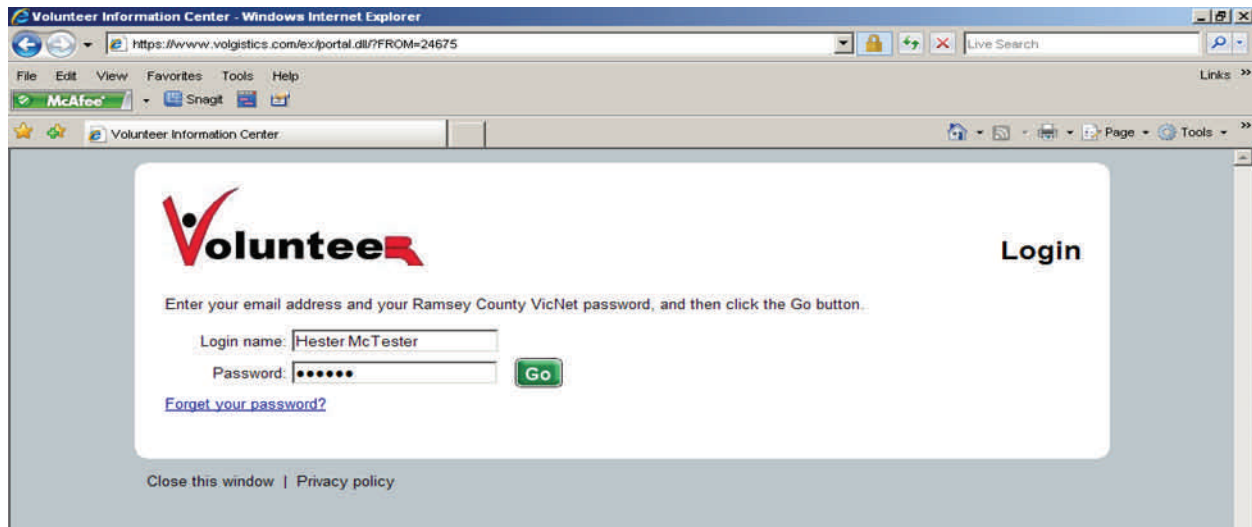 Volunteer Information Center - Windows Internet Explorer
https://www.volgistics.com/ex/portal.dll/?FROM=24675
Live Search
File Edit View Favorites Tools Help
Links »
McAfee Snagit
Volunteer Information Center
Page Tools »
VolunteeR
Login
Enter your email address and your Ramsey County VicNet password, and then click the Go button.
Login name: Hester McTester
Password: ••••••
Go
Forget your password?
Close this window | Privacy policy